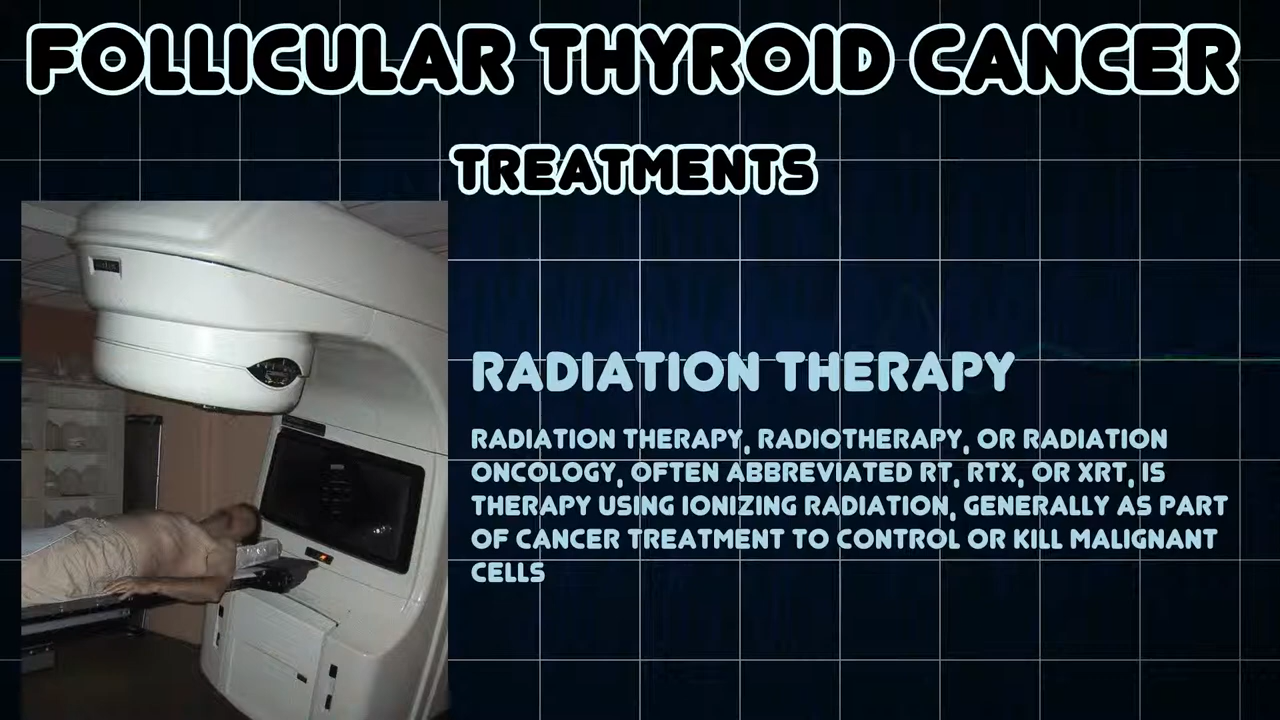 FOLLICULAR THYROID CANCER
TREATMENTS
RADIATION THERAPY
RADIATION THERAPY, RADIOTHERAPY, OR RADIATION
ONCOLOGY, OFTEN ABBREVIATED RT, RTX, OR XRT, IS
THERAPY USING IONIZING RADIATION, GENERALLY AS PART
OF CANCER TREATMENT TO CONTROL OR KILL MALIGNANT
CELLS